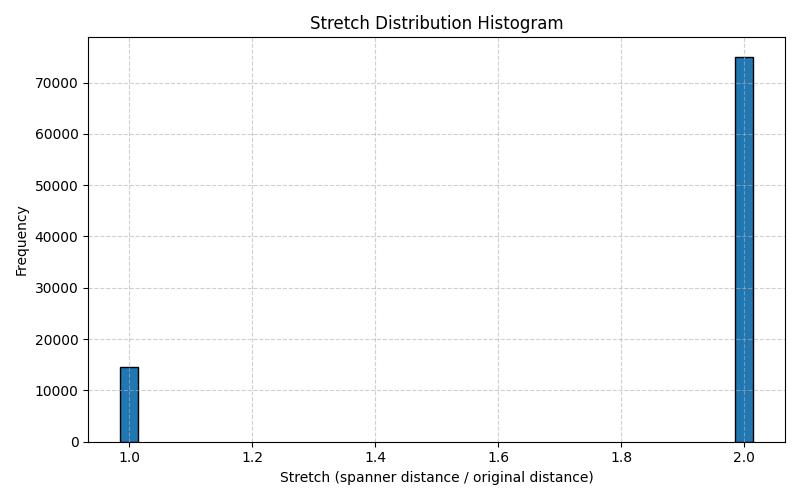 Stretch Distribution Histogram
70000
60000
50000
40000
30000
20000
10000
0
Frequency
1.0 1.2 1.4 1.6 1.8 2.0
Stretch (spanner distance / original distance)